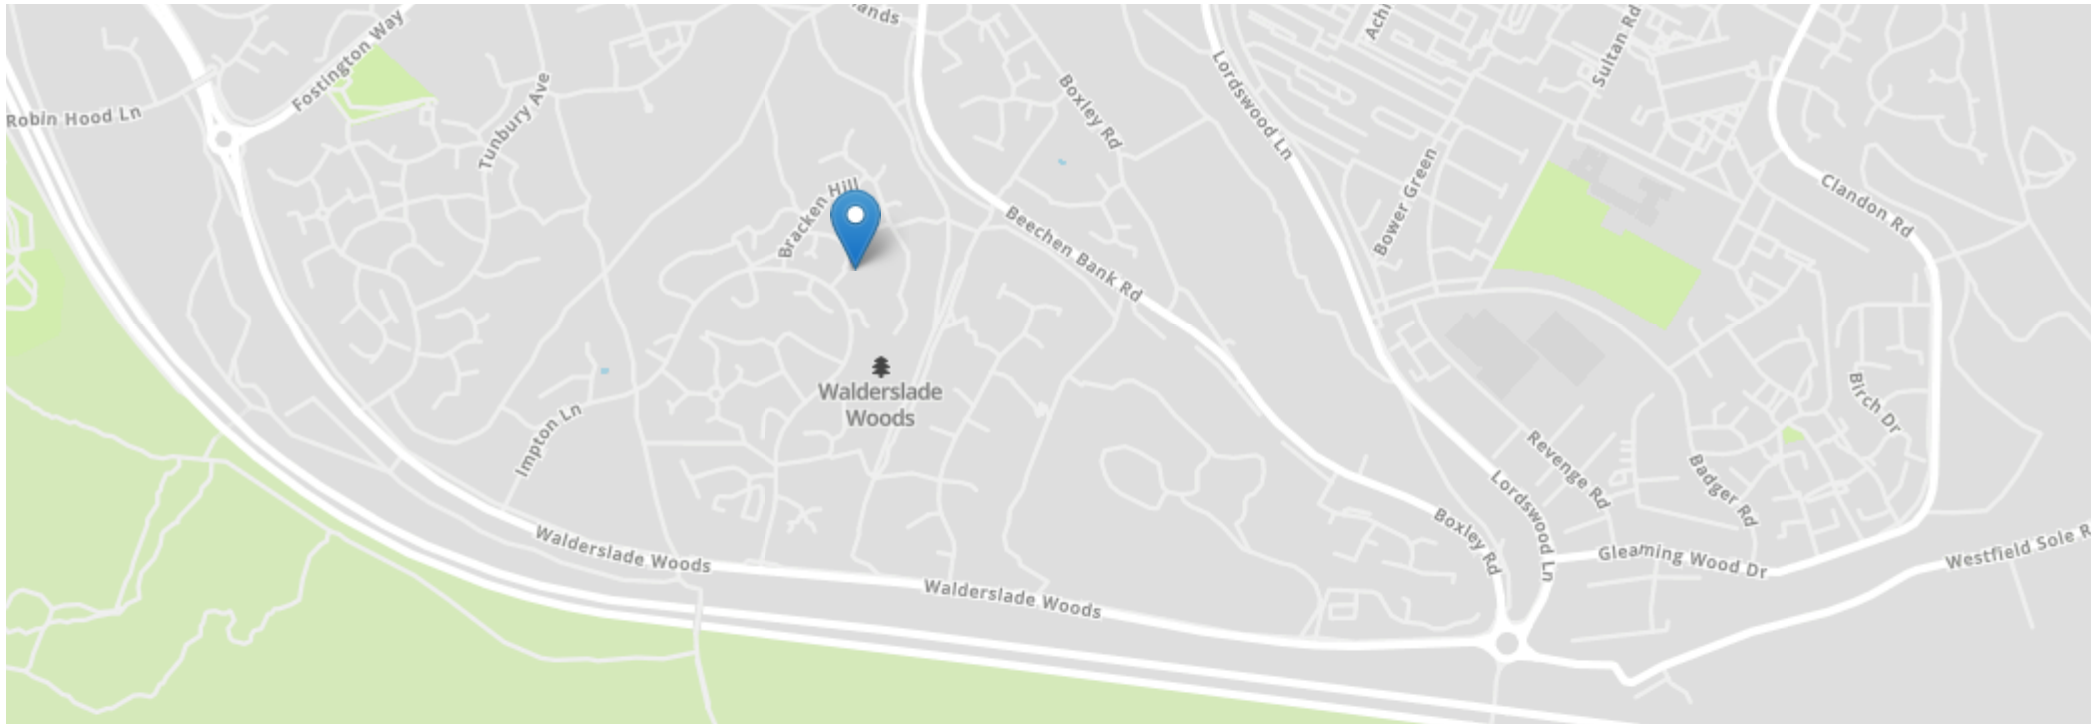 ands
Fostington Way
Robin Hood Ln
Tunbury Ave
Boxley Rd
Lordswood Ln
Sultan Rd
Bower Green
Clandon Rd
Bracken Hill
Beechen Bank Rd
Walderslade
Woods
Impton Ln
Birch Dr
Revenge Rd
Badger Rd
Lordswood Ln
Boxley Rd
Walderslade Woods
Gleaming Wood Dr
Westfield Sole R
Walderslade Woods